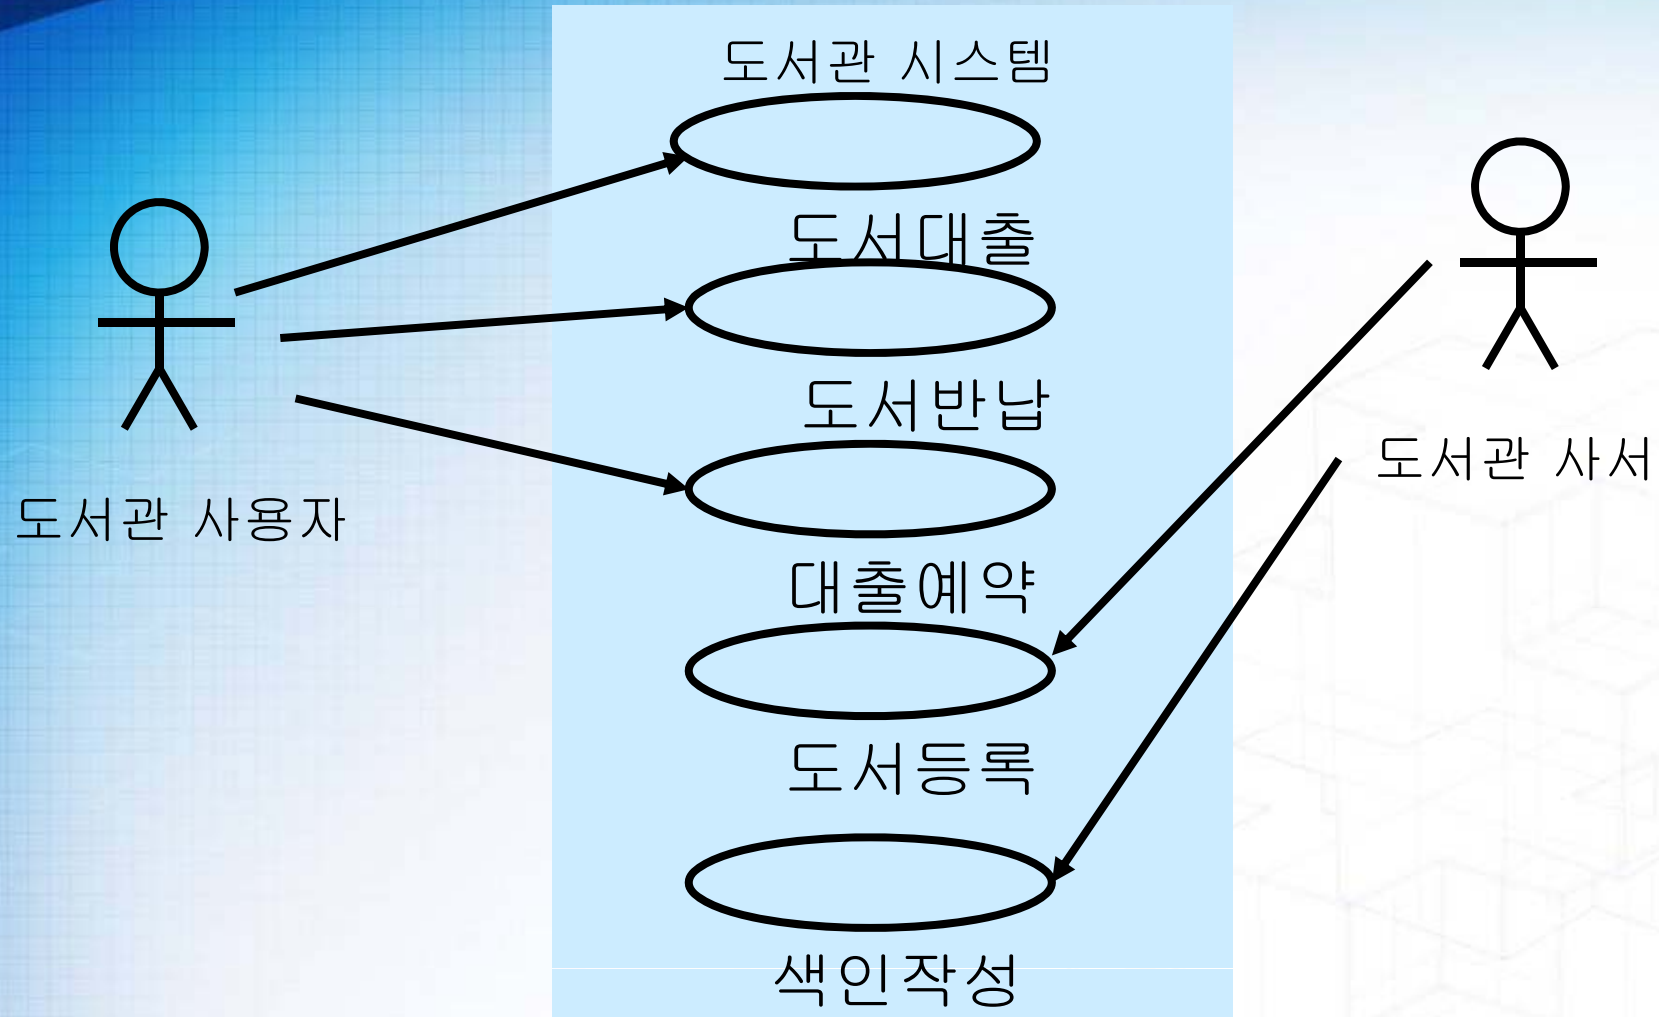 도서관 시스템
도서대출
도서반납
도서관 사서
도서관 사용자
대출예약
도서등록
색인작성